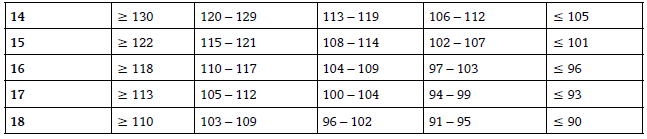 14 ≥ 130 120 – 129 113 – 119 106 – 112 ≤ 105
15 ≥ 122 115 – 121 108 – 114 102 – 107 ≤ 101
16 ≥ 118 110 – 117 104 – 109 97 – 103 ≤ 96
17 ≥ 113 105 – 112 100 – 104 94 – 99 ≤ 93
18 ≥ 110 103 – 109 96 – 102 91 – 95 ≤ 90